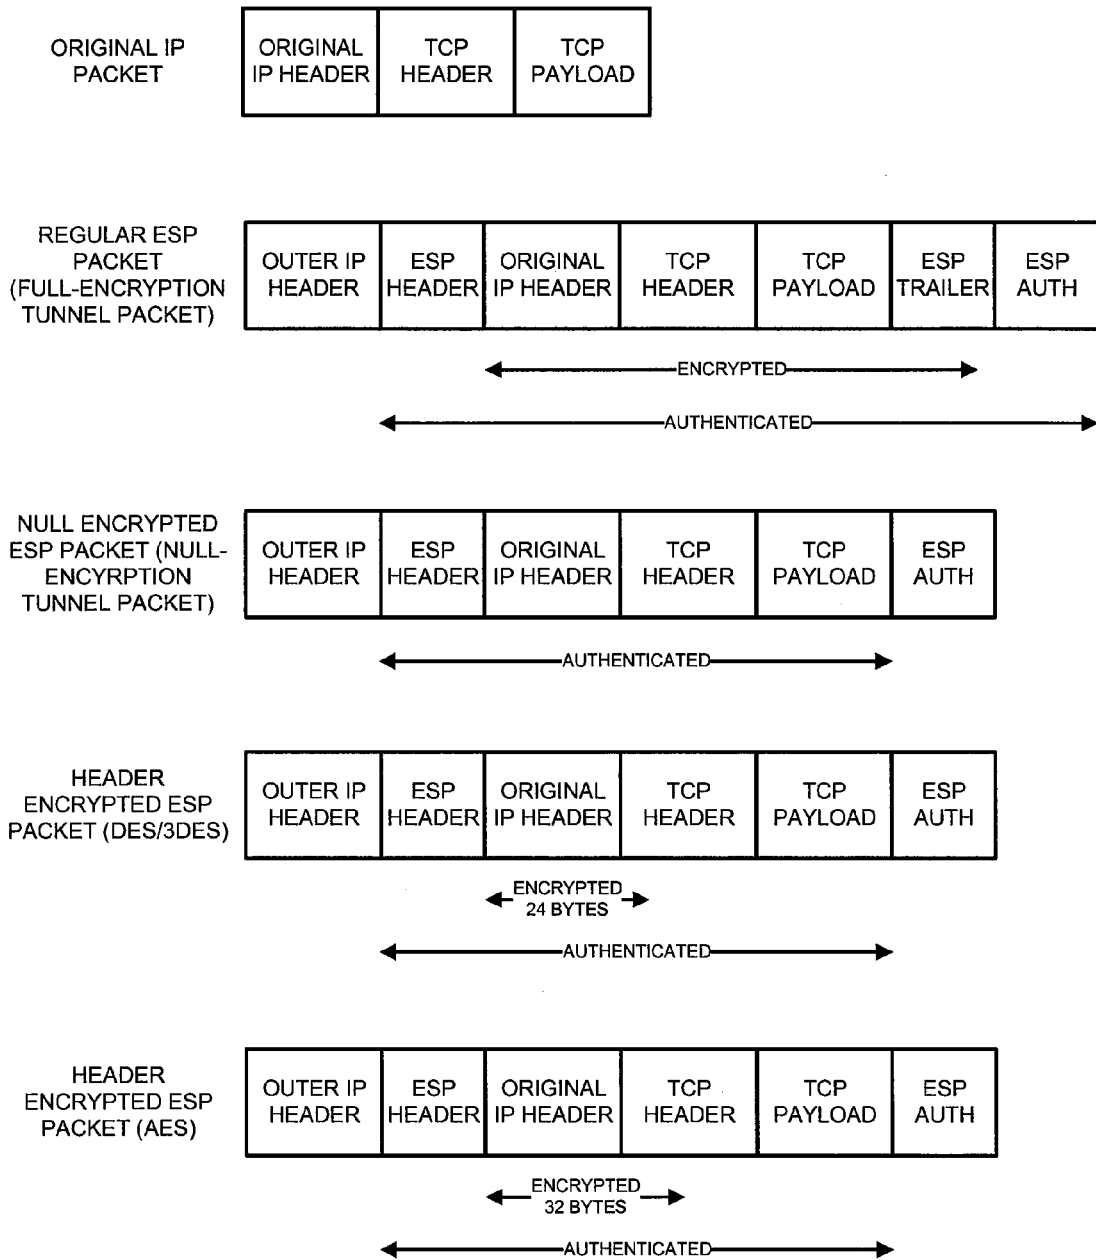 ORIGINAL IP
PACKET
ORIGINAL
IP HEADER
TCP
HEADER
TCP
PAYLOAD
REGULAR ESP
PACKET
(FULL-ENCRYPTION
TUNNEL PACKET)
OUTER IP
HEADER
ESP
HEADER
ORIGINAL
IP HEADER
TCP
HEADER
TCP
PAYLOAD
ESP
TRAILER
ESP
AUTH
ENCRYPTED
AUTHENTICATED
NULL ENCRYPTED
ESP PACKET (NULL-
ENCYRPTION
TUNNEL PACKET)
OUTER IP
HEADER
ESP
HEADER
ORIGINAL
IP HEADER
TCP
HEADER
TCP
PAYLOAD
ESP
AUTH
AUTHENTICATED
HEADER
ENCRYPTED ESP
PACKET (DES/3DES)
OUTER IP
HEADER
ESP
HEADER
ORIGINAL
IP HEADER
TCP
HEADER
TCP
PAYLOAD
ESP
AUTH
ENCRYPTED
24 BYTES
AUTHENTICATED
HEADER
ENCRYPTED ESP
PACKET (AES)
OUTER IP
HEADER
ESP
HEADER
ORIGINAL
IP HEADER
TCP
HEADER
TCP
PAYLOAD
ESP
AUTH
ENCRYPTED
32 BYTES
AUTHENTICATED